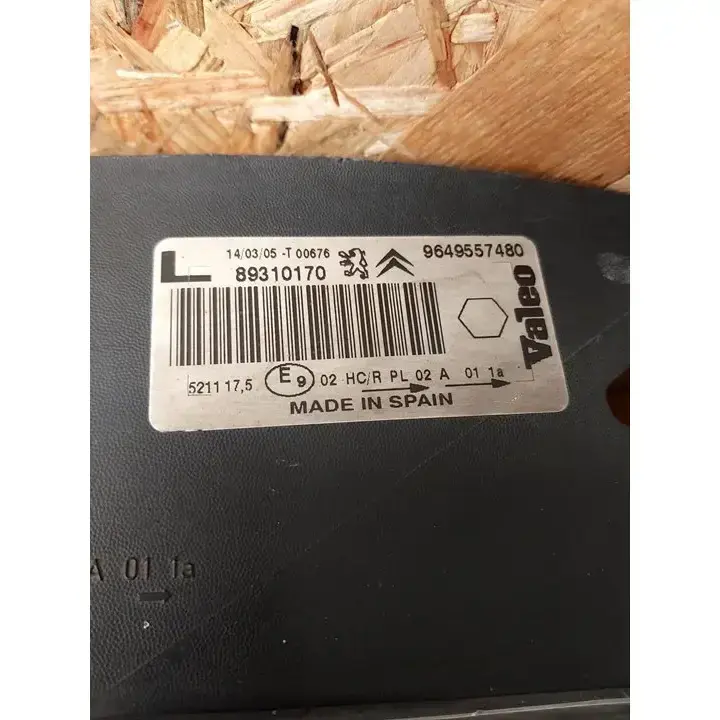 L 14/03/05 -T 00676
89310170 9649557480
Valeo
5211 17,5 E9 02 HC/R PL 02 A 01 1a
MADE IN SPAIN
A 01 1a